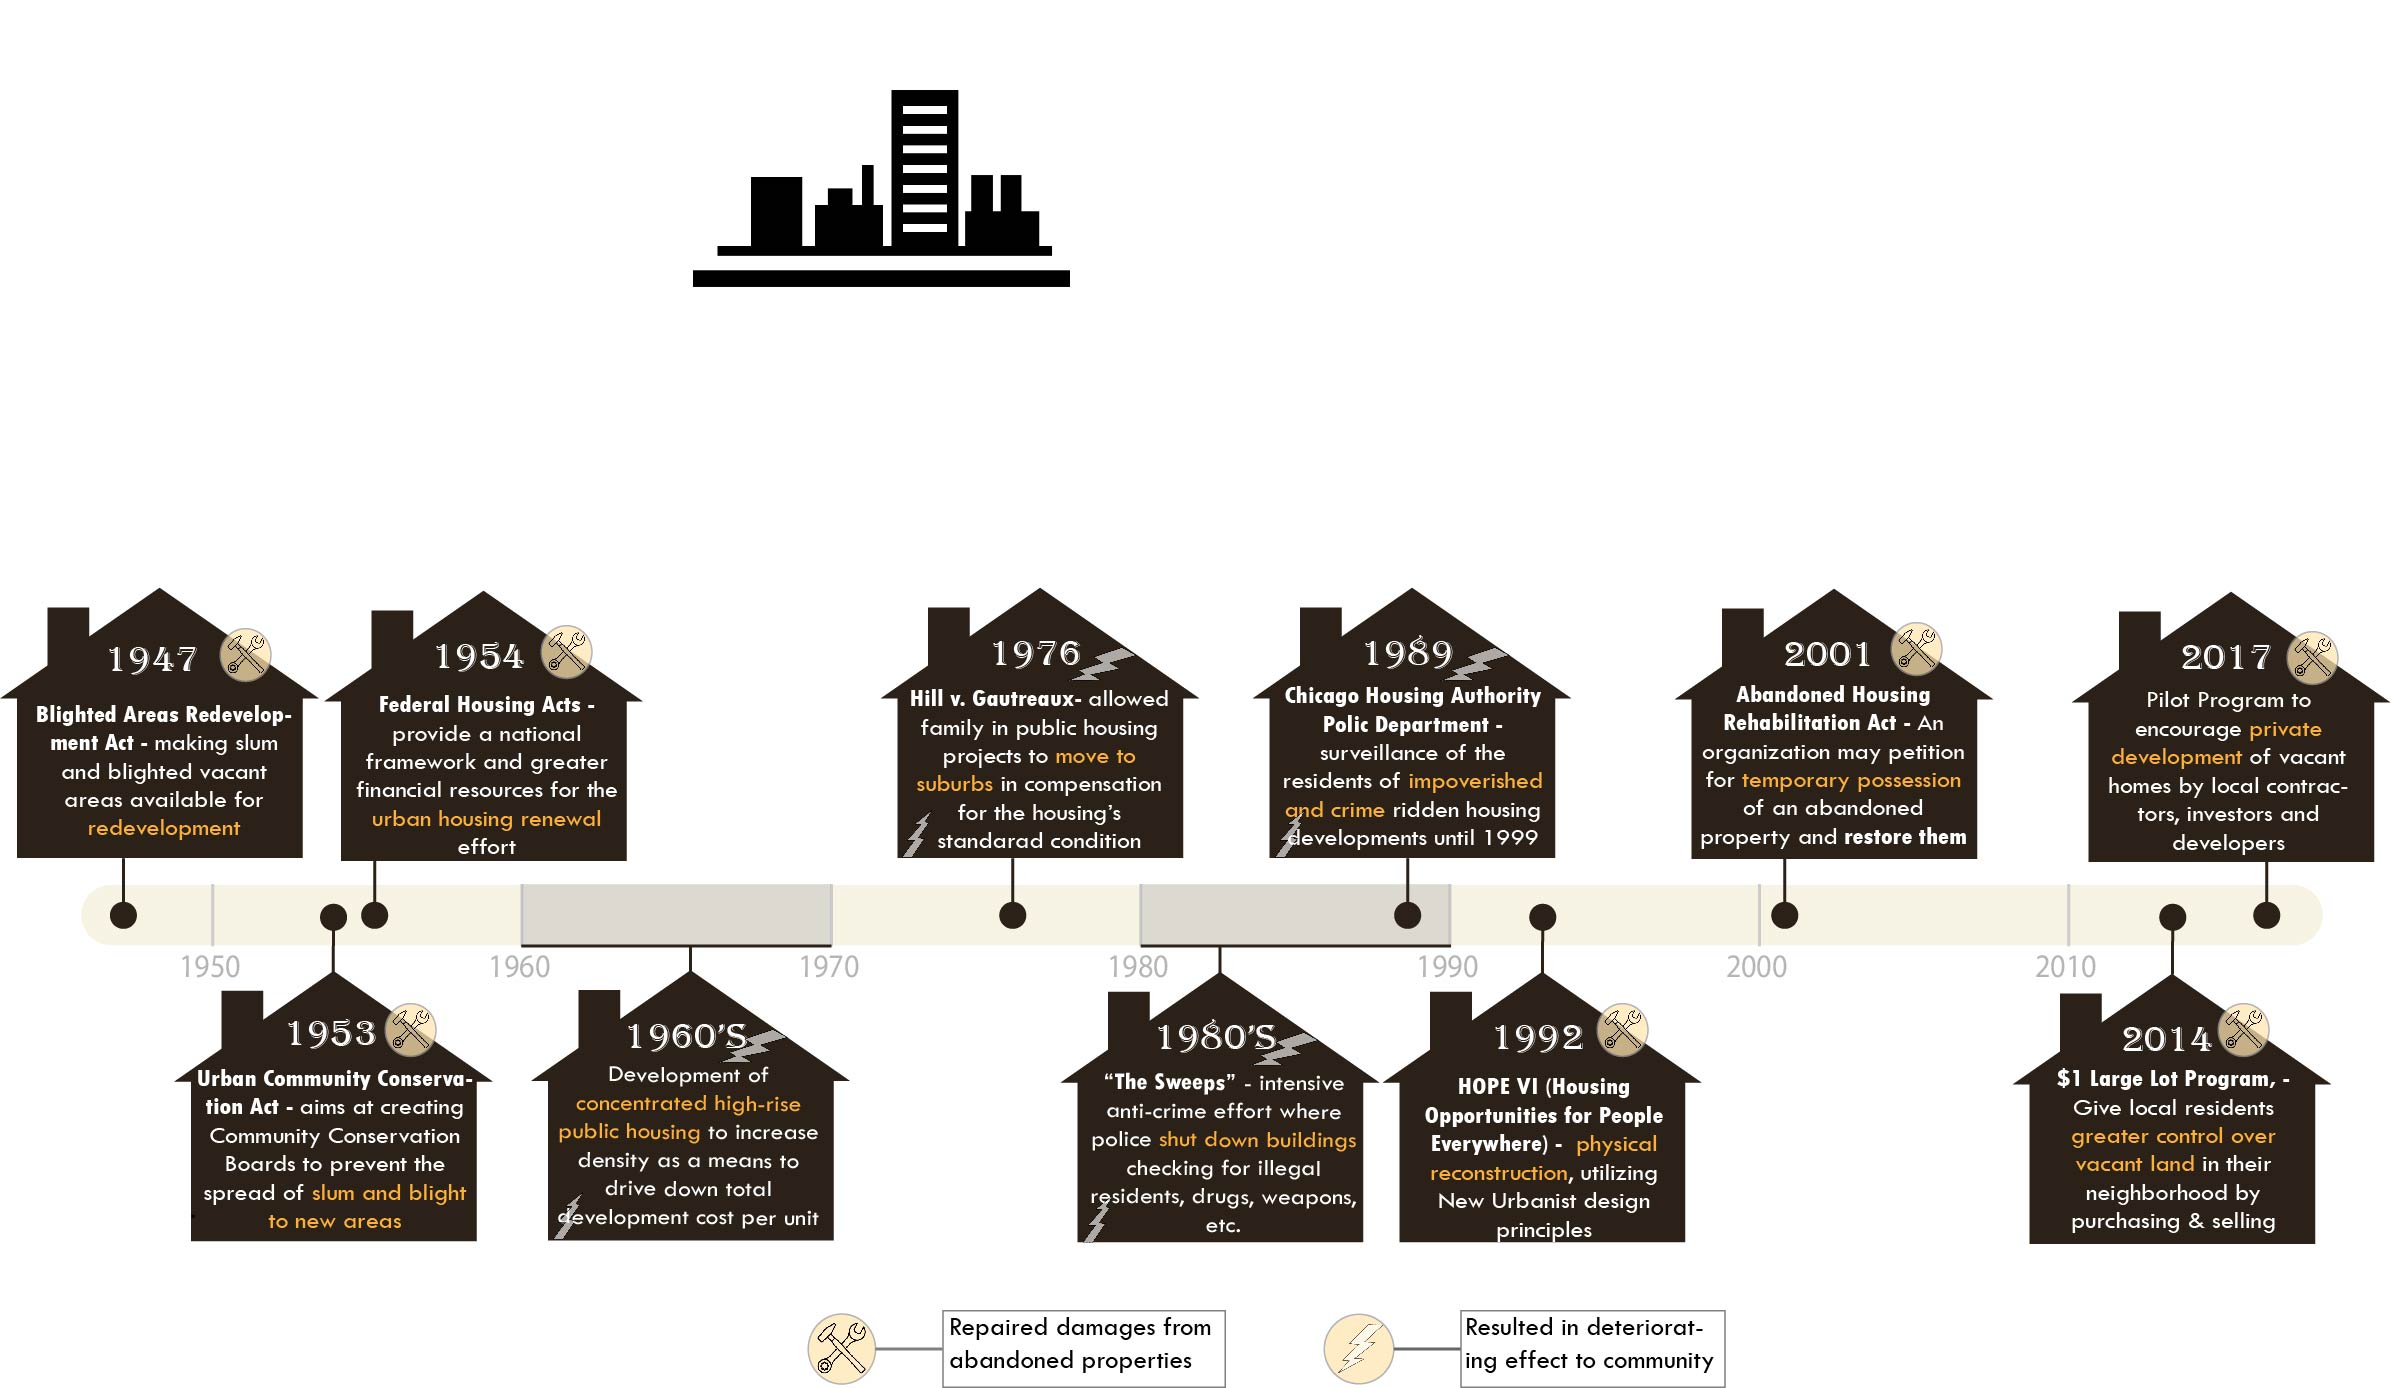 1947
Blighted Areas Redevelop-
ment Act - making slum
and blighted vacant
areas available for
redevelopment
1954
Federal Housing Acts -
provide a national
framework and greater
financial resources for the
urban housing renewal
effort
1976
Hill v. Gautreaux- allowed
family in public housing
projects to move to
suburbs in compensation
for the housing's
standarad condition
1989
Chicago Housing Authority
Polic Department -
surveillance of the
residents of impoverished
and crime ridden housing
developments until 1999
2001
Abandoned Housing
Rehabilitation Act - An
organization may petition
for temporary possession
of an abandoned
property and restore them
2017
Pilot Program to
encourage private
development of vacant
homes by local contrac-
tors, investors and
developers
1950
1960
1970
1980
1990
2000
2010
1953
Urban Community Conserva-
tion Act - aims at creating
Community Conservation
Boards to prevent the
spread of slum and blight
to new areas
1960'S
Development of
concentrated high-rise
public housing to increase
density as a means to
drive down total
development cost per unit
1980'S
“The Sweeps” - intensive
anti-crime effort where
police shut down buildings
checking for illegal
residents, drugs, weapons,
etc.
1992
HOPE VI (Housing
Opportunities for People
Everywhere) - physical
reconstruction, utilizing
New Urbanist design
principles
2014
$1 Large Lot Program, -
Give local residents
greater control over
vacant land in their
neighborhood by
purchasing & selling
Repaired damages from
abandoned properties
Resulted in deteriorat-
ing effect to community